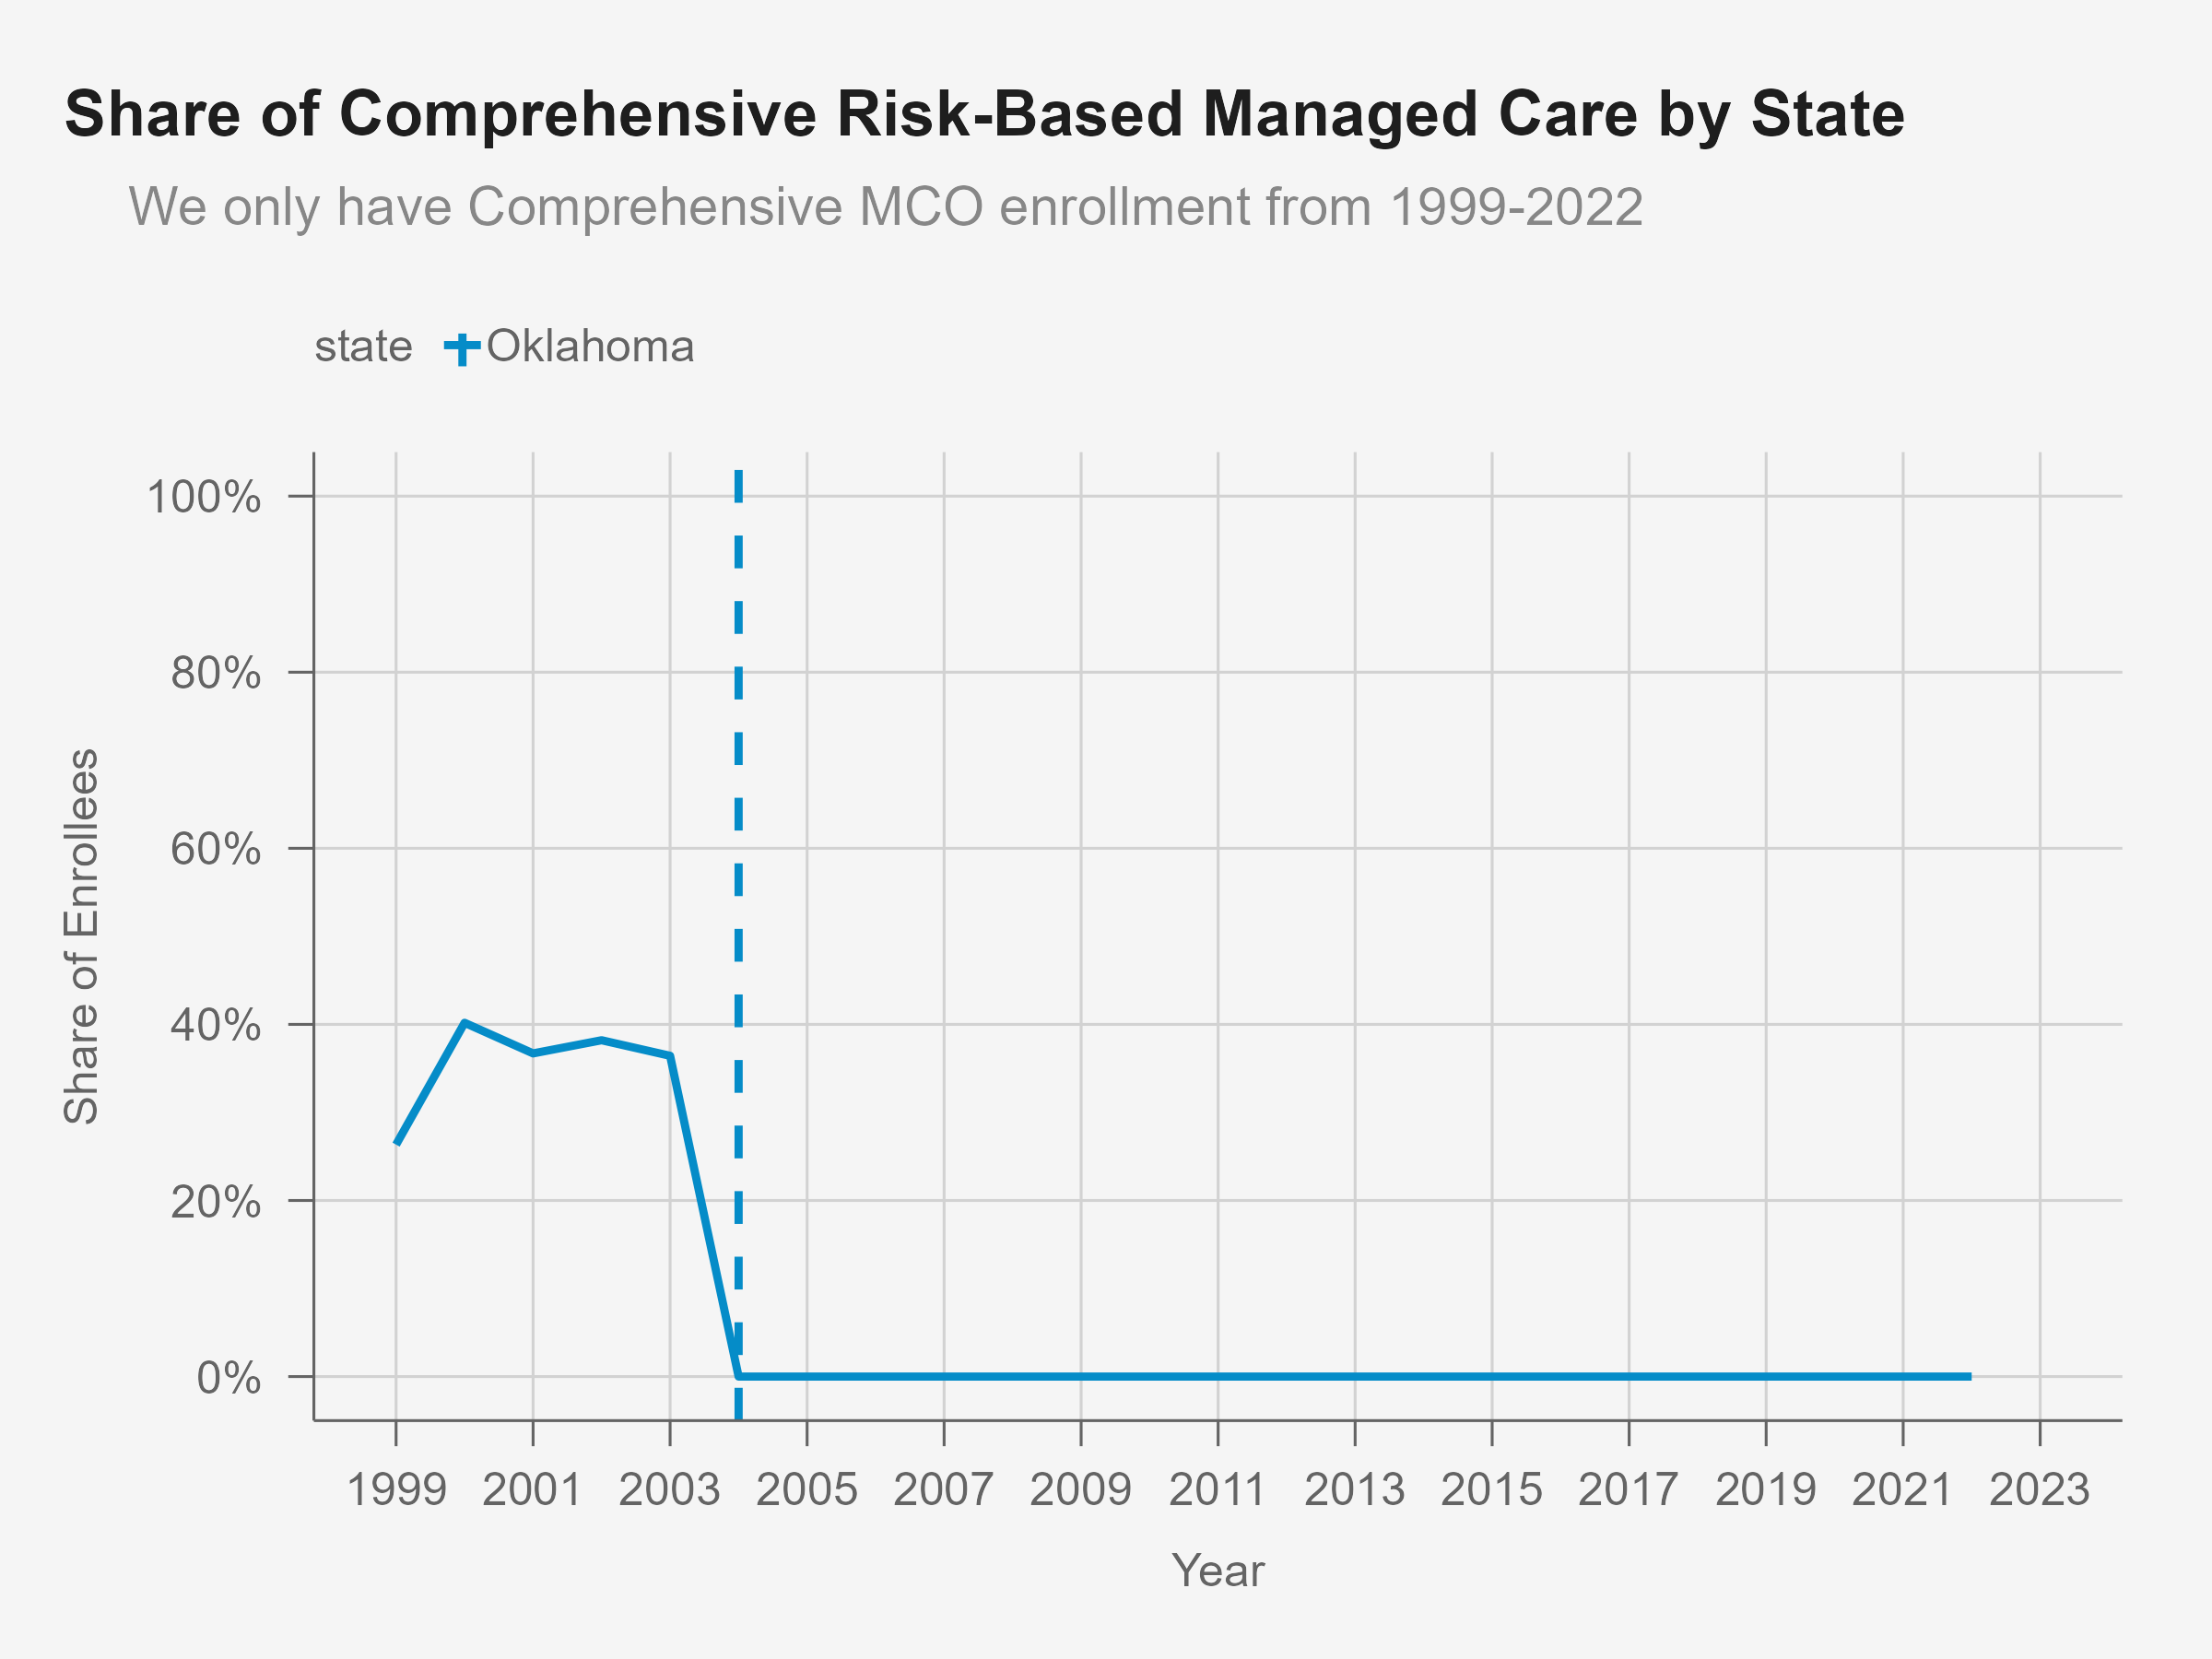 Share of Comprehensive Risk-Based Managed Care by State
We only have Comprehensive MCO enrollment from 1999-2022
state Oklahoma
100%
80%
60%
40%
20%
0%
Share of Enrollees
1999 2001 2003 2005 2007 2009 2011 2013 2015 2017 2019 2021 2023
Year